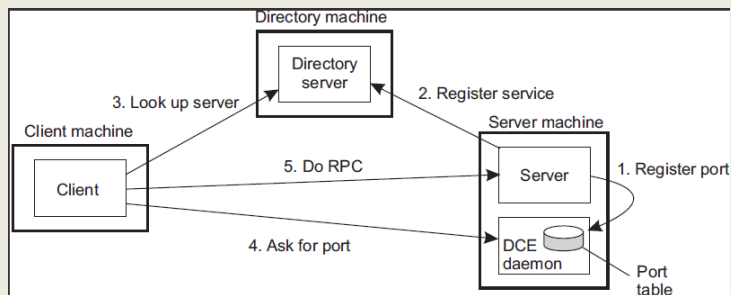 Directory machine
Directory
server
3. Look up server
2. Register service
Client machine
Server machine
Client
5. Do RPC
Server
1. Register port
4. Ask for port
DCE
daemon
Port
table